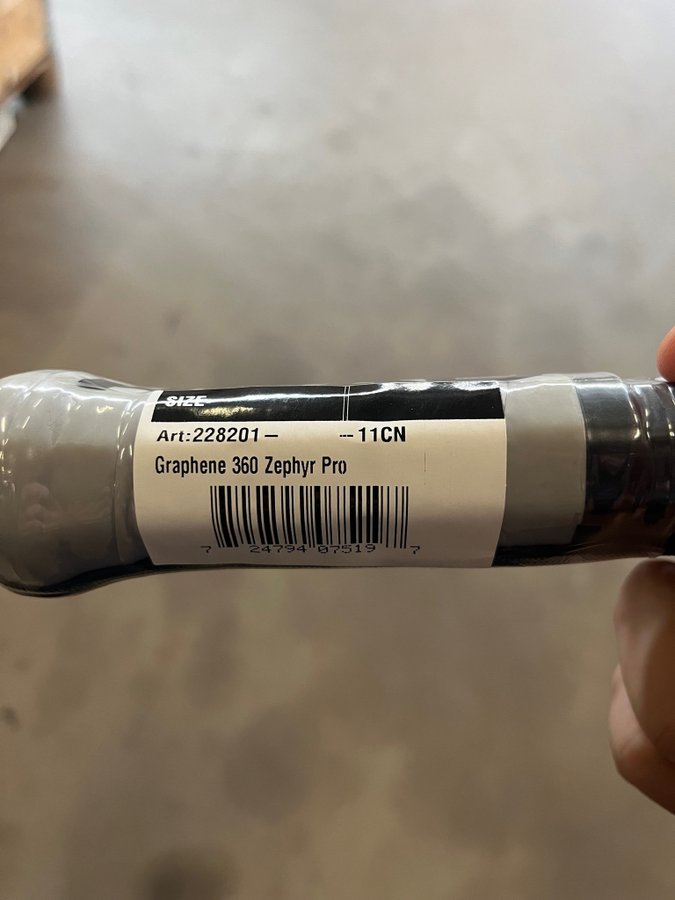 SIZE
Art:228201- ---11CN
Graphene 360 Zephyr Pro
7 24794 07519 7